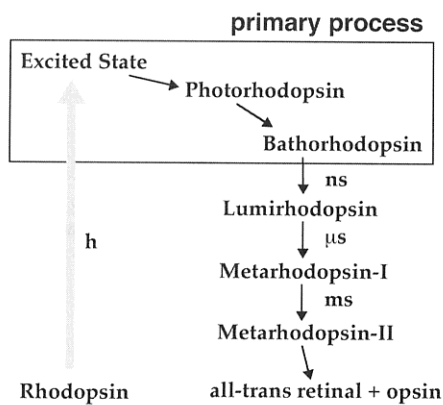 primary process
Excited State
Photorhodopsin
Bathorhodopsin
ns
Lumirhodopsin
h
μs
Metarhodopsin-I
ms
Metarhodopsin-II
Rhodopsin
all-trans retinal + opsin